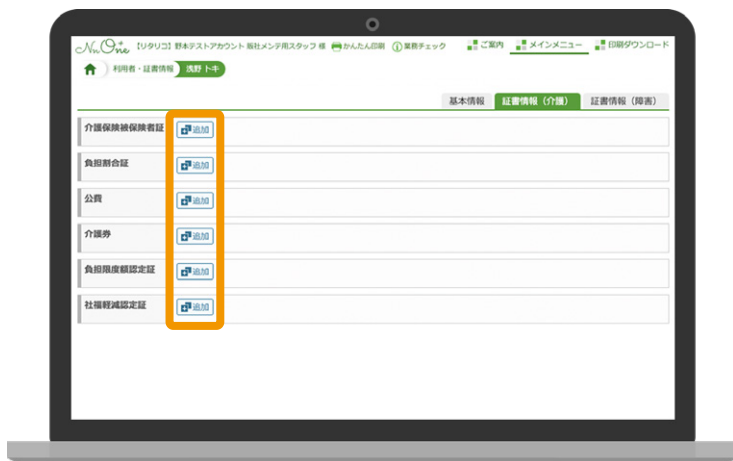 NuOne 【リタリコ】野本テストアカウント 販社メンテ用スタッフ 様 かんたん印刷 業務チェック ご案内 メインメニュー 印刷ダウンロード
利用者・証書情報 浅野 トキ
基本情報 証書情報（介護） 証書情報（障害）
介護保険被保険者証 追加
負担割合証 追加
公費 追加
介護券 追加
負担限度額認定証 追加
社福軽減認定証 追加